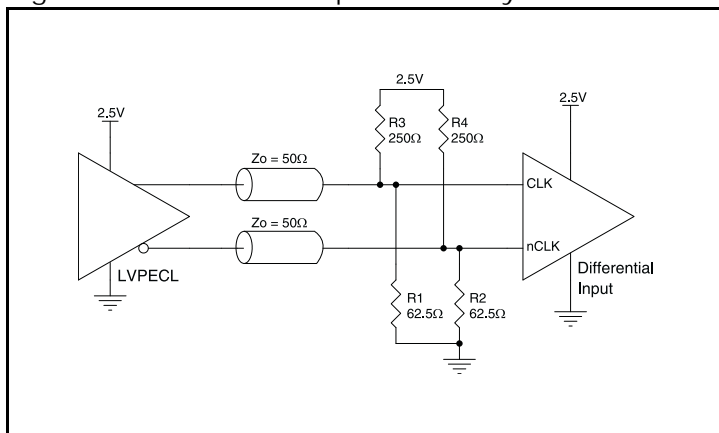 2.5V
2.5V
2.5V
R3
250Ω
R4
250Ω
Zo = 50Ω
CLK
Zo = 50Ω
nCLK
LVPECL
Differential
Input
R1
62.5Ω
R2
62.5Ω